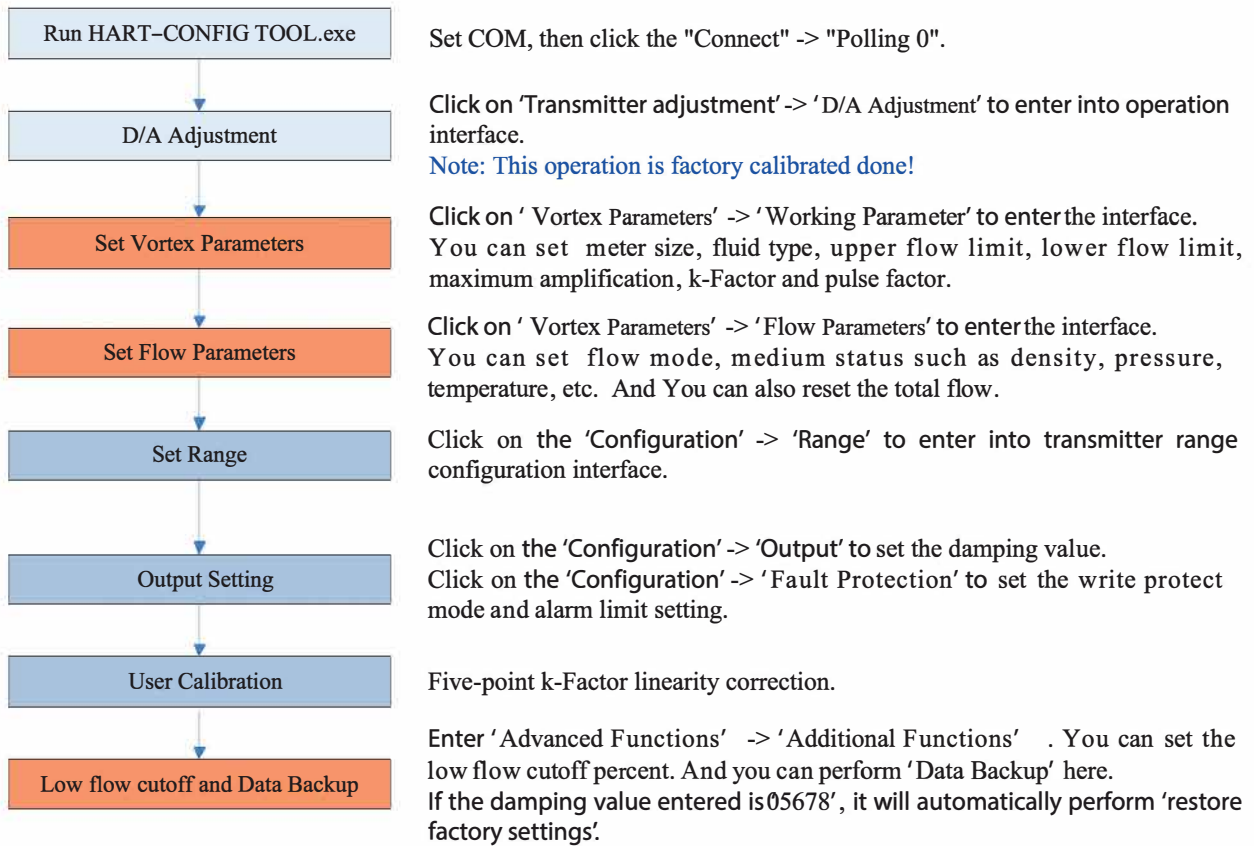 Run HART-CONFIG TOOL.exe
Set COM, then click the "Connect" -> "Polling 0".
D/A Adjustment
Click on 'Transmitter adjustment' -> 'D/A Adjustment' to enter into operation
interface.
Note: This operation is factory calibrated done!
Set Vortex Parameters
Click on ' Vortex Parameters' -> 'Working Parameter' to enter the interface.
You can set meter size, fluid type, upper flow limit, lower flow limit,
maximum amplification, k-Factor and pulse factor.
Set Flow Parameters
Click on ' Vortex Parameters' -> 'Flow Parameters' to enter the interface.
You can set flow mode, medium status such as density, pressure,
temperature, etc. And You can also reset the total flow.
Set Range
Click on the 'Configuration' -> 'Range' to enter into transmitter range
configuration interface.
Output Setting
Click on the 'Configuration' -> 'Output' to set the damping value.
Click on the 'Configuration' -> 'Fault Protection' to set the write protect
mode and alarm limit setting.
User Calibration
Five-point k-Factor linearity correction.
Low flow cutoff and Data Backup
Enter 'Advanced Functions' -> 'Additional Functions' . You can set the
low flow cutoff percent. And you can perform 'Data Backup' here.
If the damping value entered is '05678', it will automatically perform 'restore
factory settings'.